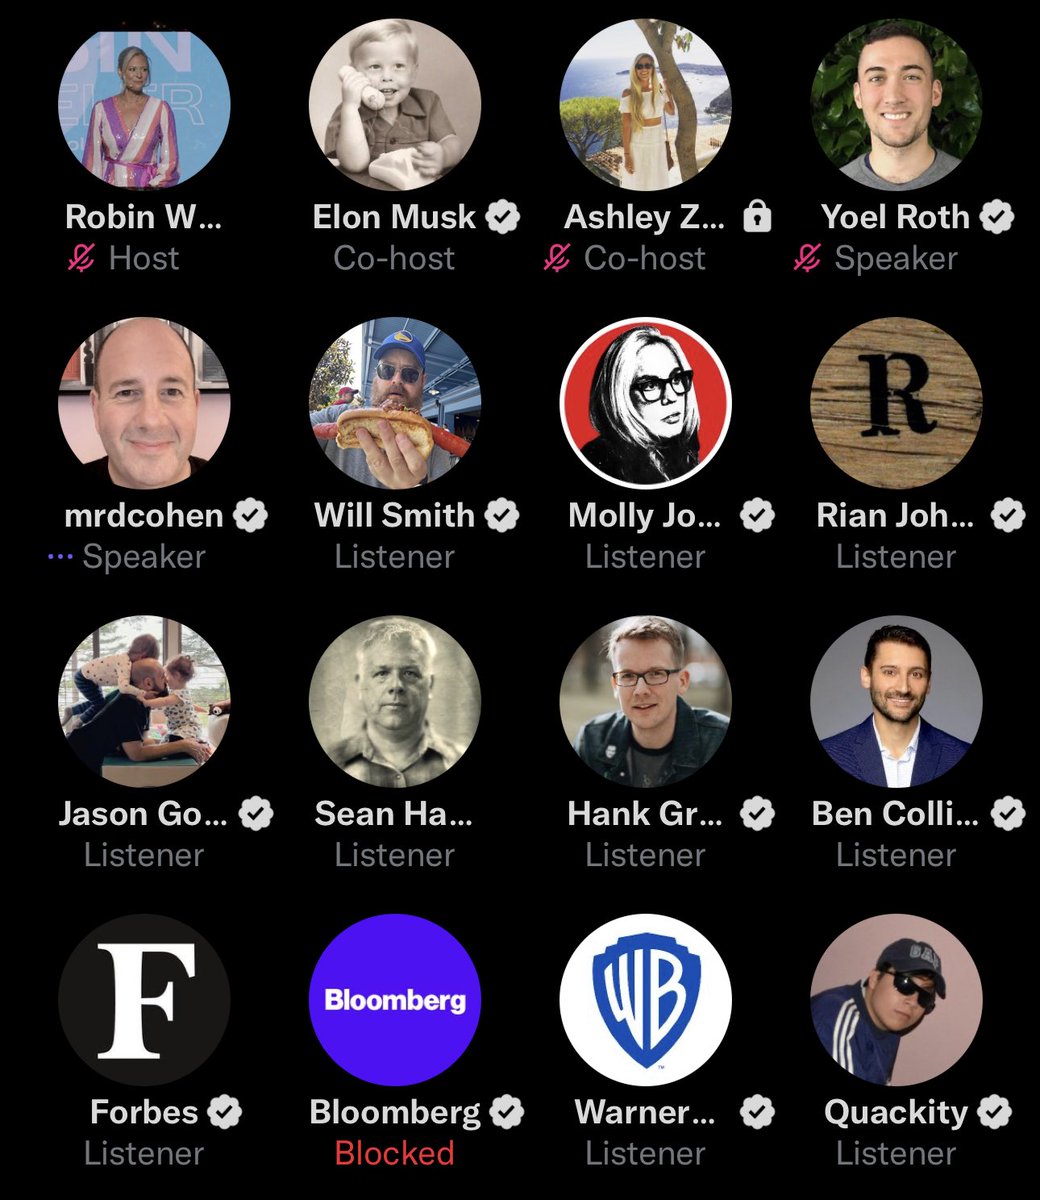 Robin W...
Elon Musk
Ashley Z...
Yoel Roth
Host
Co-host
Co-host
Speaker
R
mrdcohen
Will Smith
Molly Jo...
Rian Joh...
Speaker
Listener
Listener
Listener
Jason Go...
Sean Ha...
Hank Gr...
Ben Colli...
Listener
Listener
Listener
Listener
F
Bloomberg
WB
Forbes
Bloomberg
Warner...
Quackity
Listener
Blocked
Listener
Listener